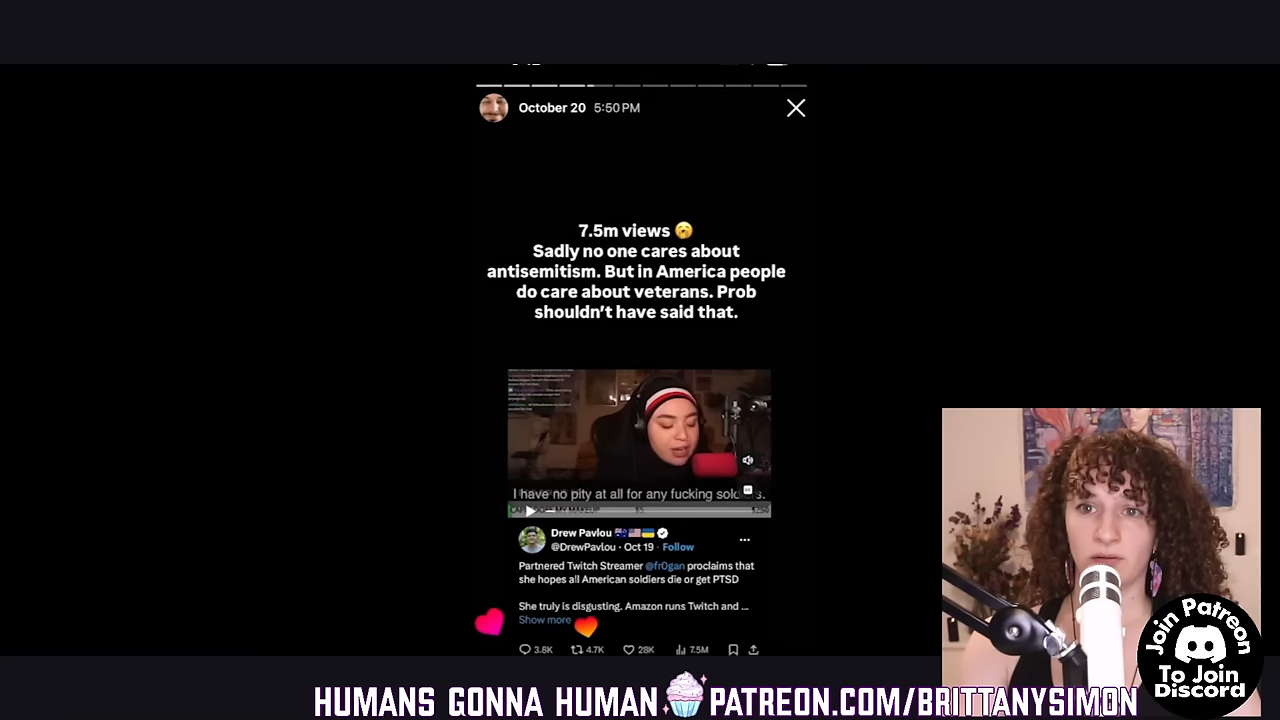 October 20 5:50 PM
7.5m views
Sadly no one cares about
antisemitism. But in America people
do care about veterans. Prob
shouldn't have said that.
I have no pity at all for any fucking soldiers.
Drew Pavlou
@DrewPavlou · Oct 19 · Follow
Partnered Twitch Streamer @fr0gan proclaims that
she hopes all American soldiers die or get PTSD
She truly is disgusting. Amazon runs Twitch and ...
Show more
3.8K 4.7K 28K 7.5M
Join Patreon
To Join
Discord
HUMANS GONNA HUMAN PATREON.COM/BRITTANYSIMON